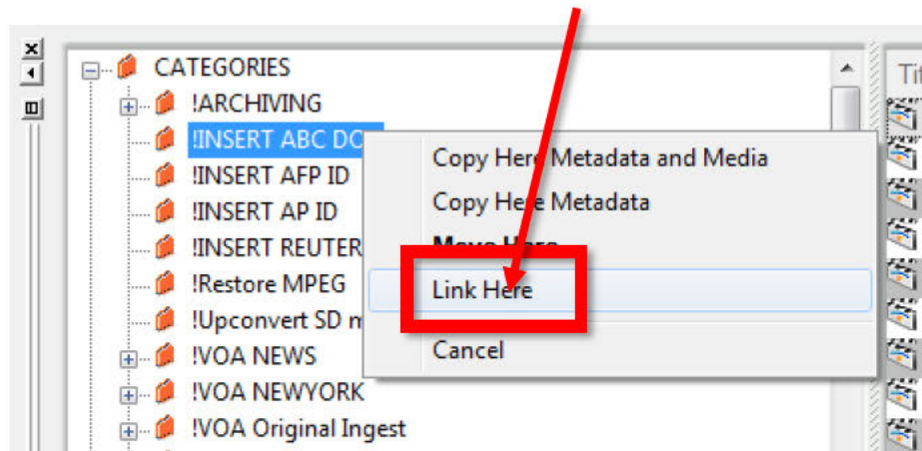 CATEGORIES
!ARCHIVING
!INSERT ABC
!INSERT AFP ID
!INSERT AP ID
!INSERT REUTER
!Restore MPEG
!Upconvert SD
!VOA NEWS
!VOA NEWYORK
!VOA Original Ingest
Copy Here Metadata and Media
Copy Here Metadata
Move Here
Link Here
Cancel